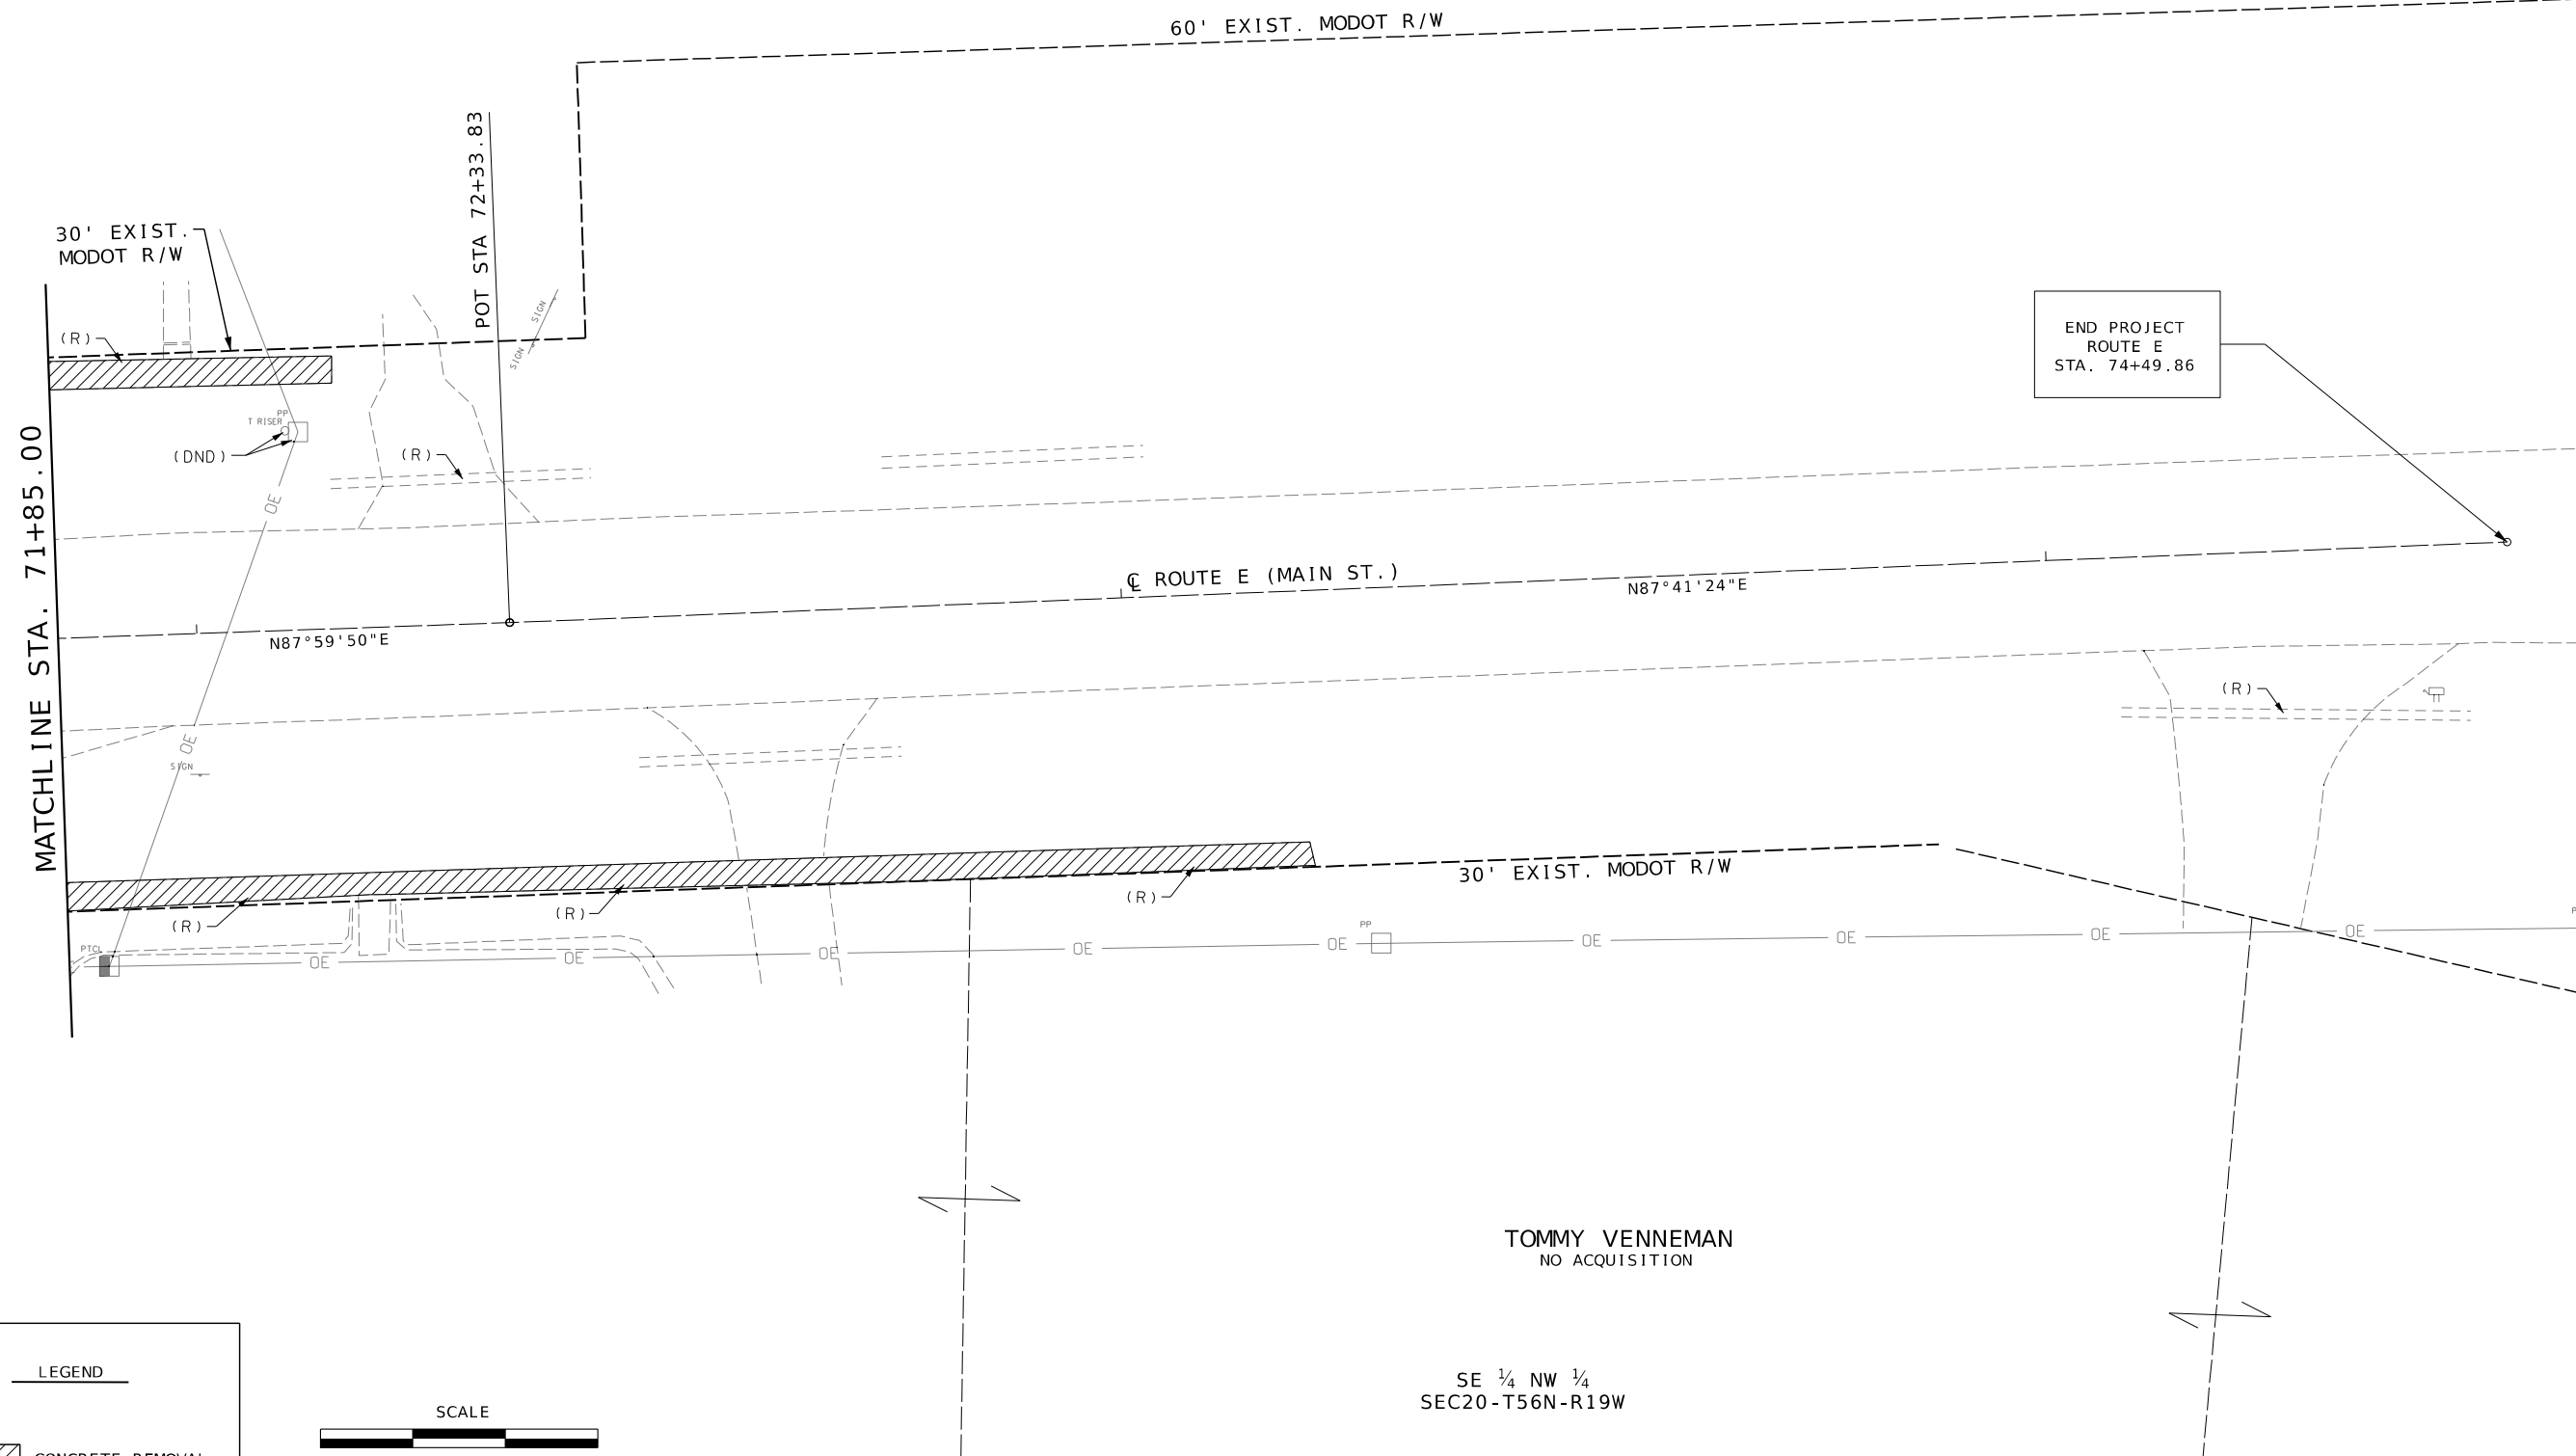 60' EXIST. MODOT R/W
POT STA 72+33.83
30' EXIST.
MODOT R/W
SIGN
SIGN
(R)
END PROJECT
ROUTE E
STA. 74+49.86
PP
T RISER
(DND)
(R)
OE
MATCHLINE STA. 71+85.00
℄ ROUTE E (MAIN ST.)
N87°41'24"E
N87°59'50"E
(R)
OE
SIGN
30' EXIST. MODOT R/W
(R)
(R)
(R)
PP
PTCL
OE
OE
OE
OE
OE
OE
OE
OE
OE
TOMMY VENNEMAN
NO ACQUISITION
SE ¼ NW ¼
SEC20-T56N-R19W
LEGEND
SCALE
CONCRETE REMOVAL